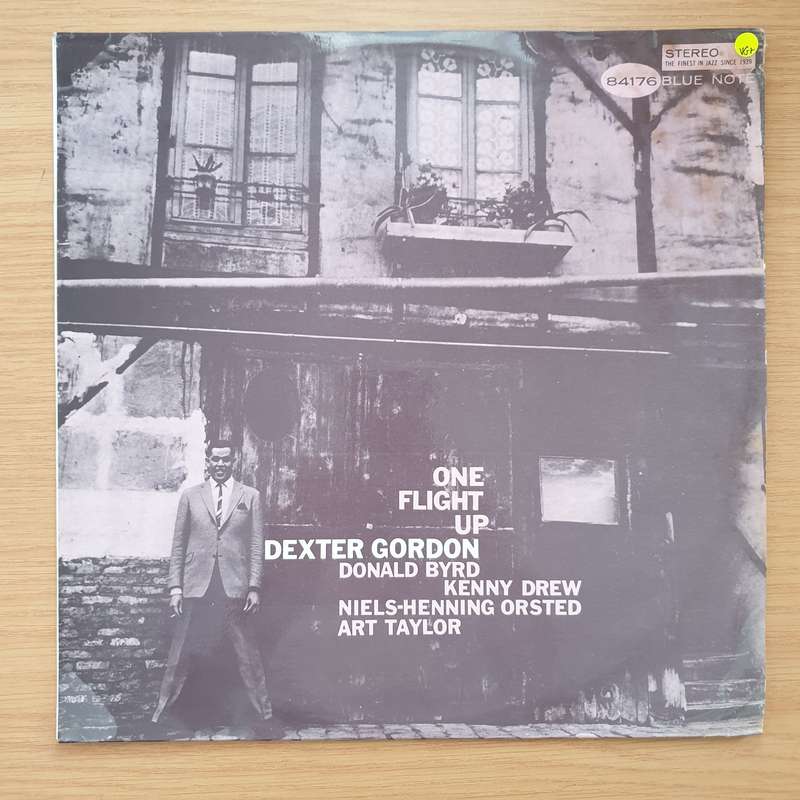 STEREO
THE FINEST IN JAZZ SINCE 1939
VG+
84176 BLUE NOTE
ONE
FLIGHT
UP
DEXTER GORDON
DONALD BYRD
KENNY DREW
NIELS-HENNING ORSTED
ART TAYLOR